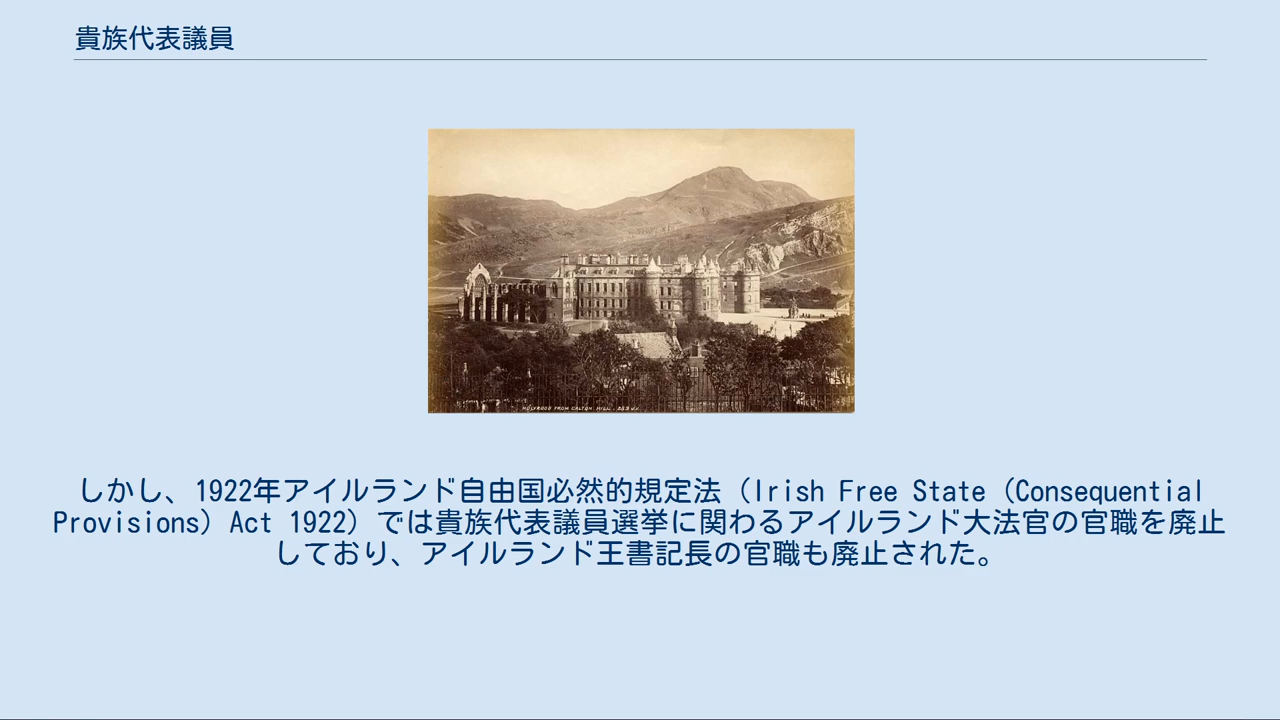 貴族代表議員
HOLYROOD FROM CALTON HILL.
しかし、1922年アイルランド自由国必然的規定法（Irish Free State (Consequential
Provisions) Act 1922）では貴族代表議員選挙に関わるアイルランド大法官の官職を廃止
しており、アイルランド王書記長の官職も廃止された。